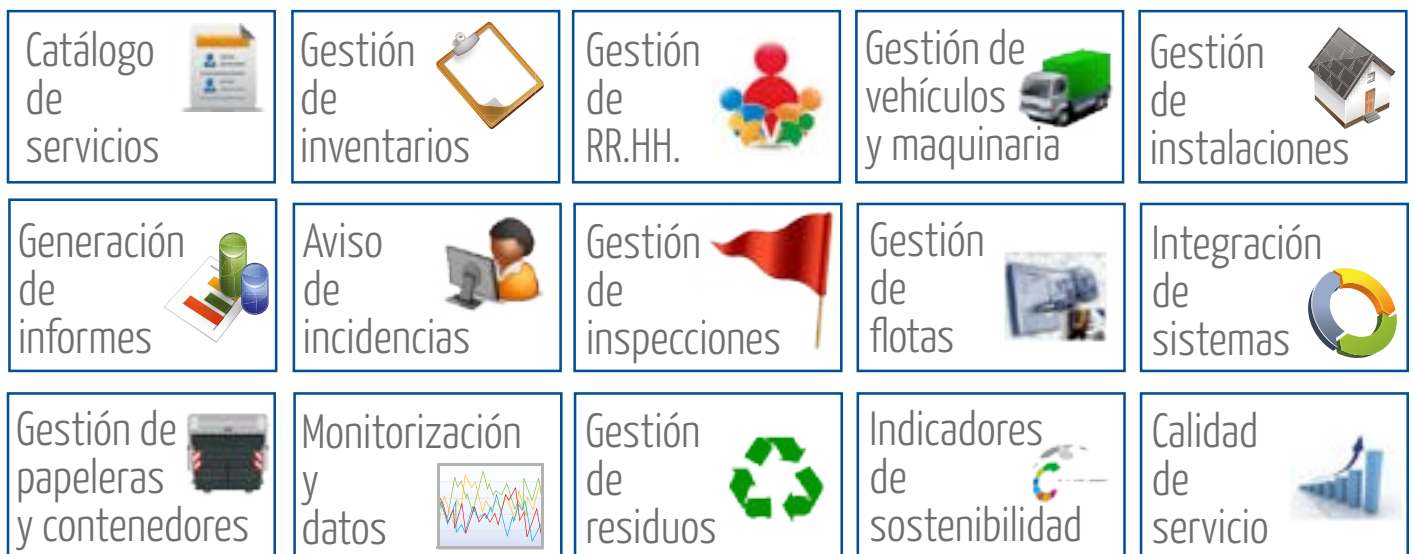 Catálogo
de
servicios
Gestión
de
inventarios
Gestión
de
RR.HH.
Gestión de
vehículos
y maquinaria
Gestión
de
instalaciones
Generación
de
informes
Aviso
de
incidencias
Gestión
de
inspecciones
Gestión
de
flotas
Integración
de
sistemas
Gestión de
papeleras
y contenedores
Monitorización
y
datos
Gestión
de
residuos
Indicadores
de
sostenibilidad
Calidad
de
servicio